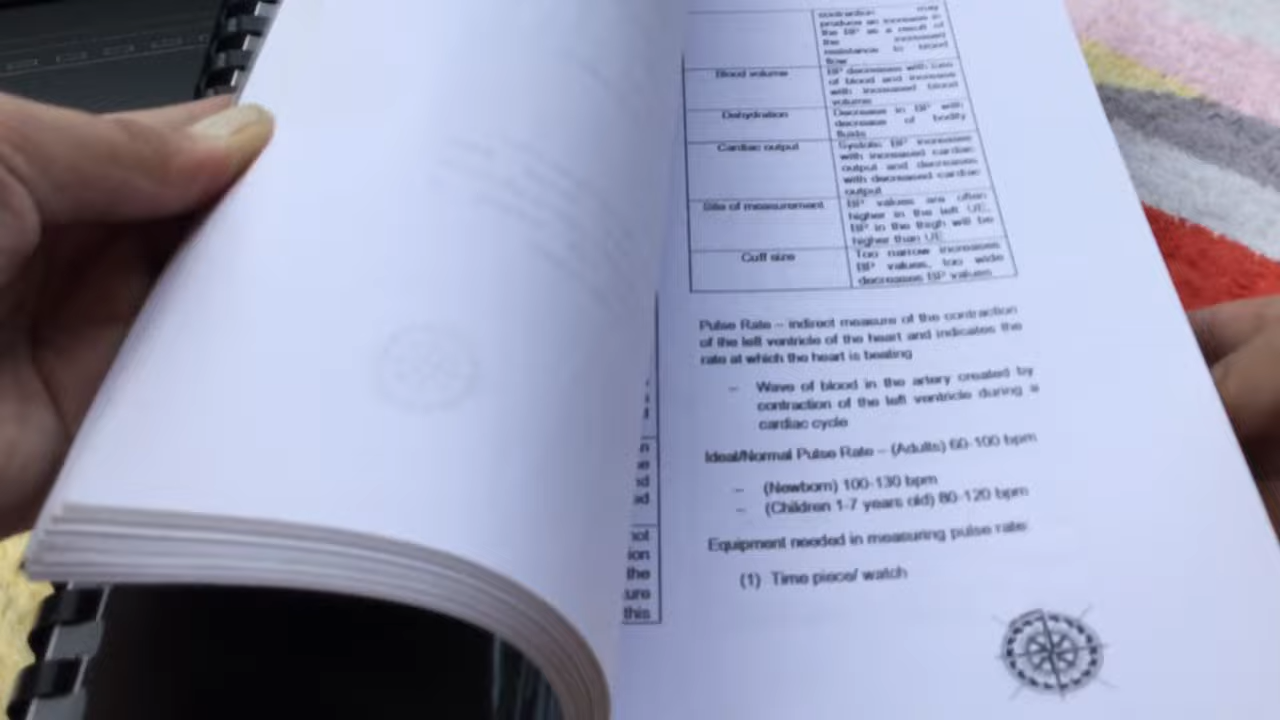 contraction may
produce an increase in
the BP as a result of
the increased
resistance to blood
flow
Blood volume
BP decreases with loss
of blood and increase
with increased blood
volume
Dehydration
Decrease in BP with
decrease of bodily
fluids
Cardiac output
Systolic BP increases
with increased cardiac
output and decreases
with decreased cardiac
output
Site of measurement
BP values are often
higher in the left UE.
BP in the thigh will be
higher than UE
Cuff size
Too narrow increases
BP values, too wide
decreases BP values
Pulse Rate – indirect measure of the contraction
of the left ventricle of the heart and indicates the
rate at which the heart is beating
– Wave of blood in the artery created by
contraction of the left ventricle during a
cardiac cycle
Ideal/Normal Pulse Rate – (Adults) 60-100 bpm
– (Newborn) 100-130 bpm
– (Children 1-7 years old) 80-120 bpm
Equipment needed in measuring pulse rate:
(1) Time piece/ watch
the
this